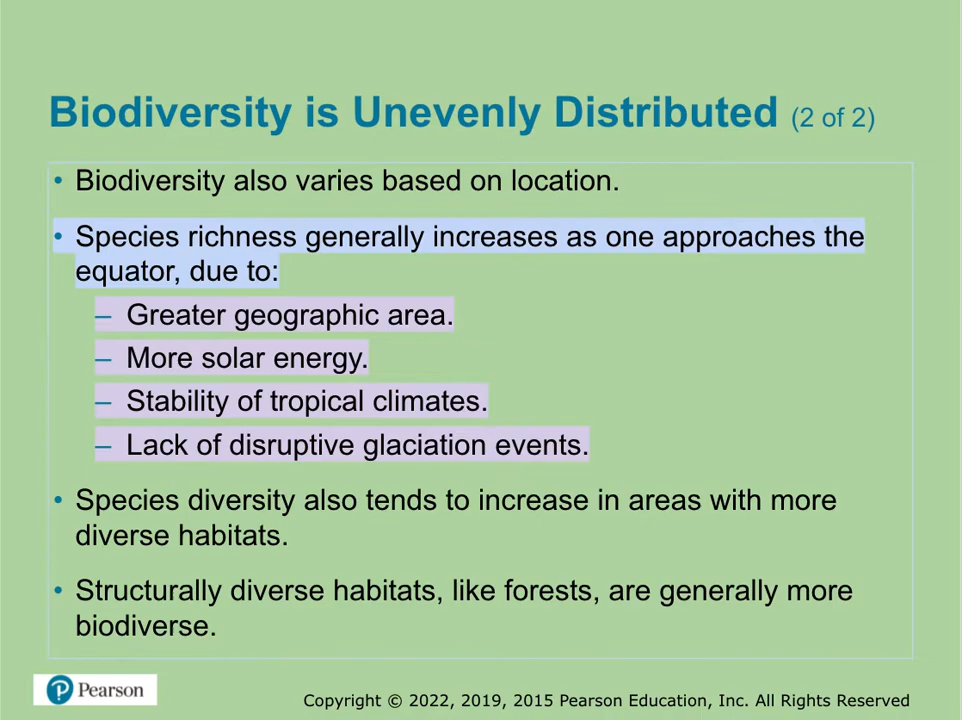 Biodiversity is Unevenly Distributed (2 of 2)
• Biodiversity also varies based on location.
• Species richness generally increases as one approaches the
equator, due to:
– Greater geographic area.
– More solar energy.
– Stability of tropical climates.
– Lack of disruptive glaciation events.
• Species diversity also tends to increase in areas with more
diverse habitats.
• Structurally diverse habitats, like forests, are generally more
biodiverse.
Pearson
Copyright © 2022, 2019, 2015 Pearson Education, Inc. All Rights Reserved